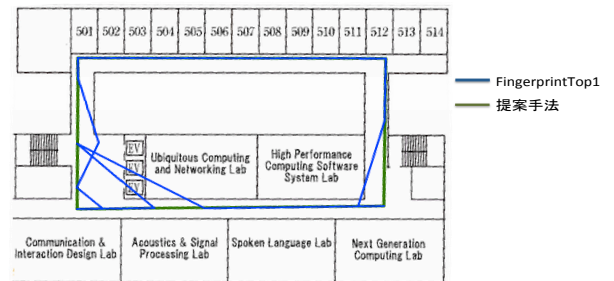 501 502 503 504 505 506 507 508 509 510 511 512 513 514
FingerprintTop1
提案手法
EV
EV
EV
Ubiquitous Computing
and Networking Lab
High Performance
Computing Software
System Lab
Communication &
Interaction Design Lab
Acoustics & Signal
Processing Lab
Spoken Language Lab
Next Generation
Computing Lab